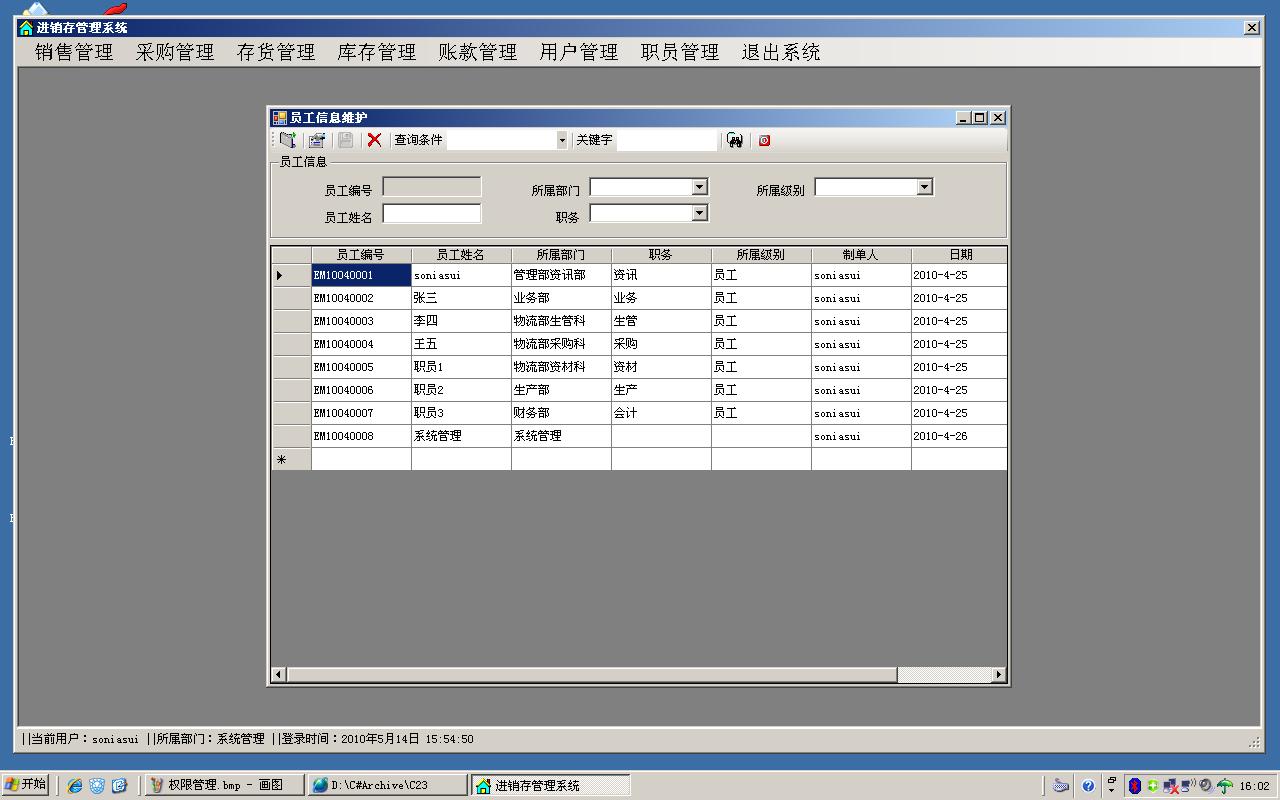 进销存管理系统
销售管理 采购管理 存货管理 库存管理 账款管理 用户管理 职员管理 退出系统
员工信息维护
查询条件 关键字
员工信息
员工编号 所属部门 所属级别
员工姓名 职务
员工编号 员工姓名 所属部门 职务 所属级别 制单人 日期
EM10040001 soniasui 管理部资讯部 资讯 员工 soniasui 2010-4-25
EM10040002 张三 业务部 业务 员工 soniasui 2010-4-25
EM10040003 李四 物流部生管科 生管 员工 soniasui 2010-4-25
EM10040004 王五 物流部采购科 采购 员工 soniasui 2010-4-25
EM10040005 职员1 物流部资材科 资材 员工 soniasui 2010-4-25
EM10040006 职员2 生产部 生产 员工 soniasui 2010-4-25
EM10040007 职员3 财务部 会计 员工 soniasui 2010-4-25
EM10040008 系统管理 系统管理 soniasui 2010-4-26
||当前用户：soniasui ||所属部门：系统管理 ||登录时间：2010年5月14日 15:54:50
开始 权限管理.bmp - 画图 D:\C#Archive\C23 进销存管理系统 16:02